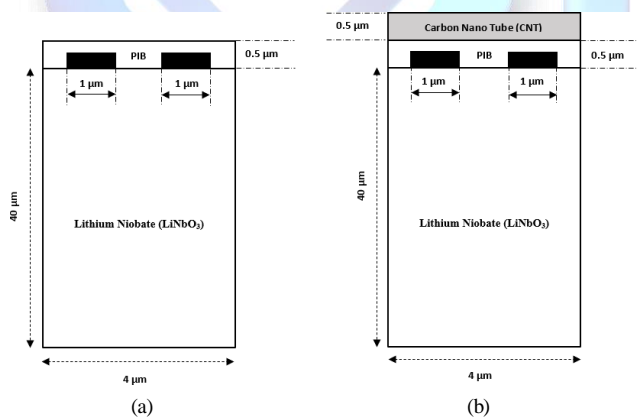 0.5 µm
PIB
1 µm
1 µm
40 µm
Lithium Niobate (LiNbO₃)
4 µm
(a)
0.5 µm
Carbon Nano Tube (CNT)
PIB
0.5 µm
1 µm
1 µm
40 µm
Lithium Niobate (LiNbO₃)
4 µm
(b)